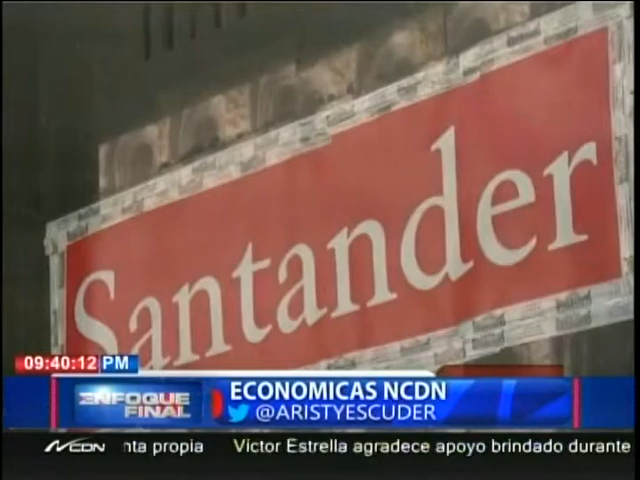 Santander
09:40:12 PM
ENFOQUE
FINAL
ECONOMICAS NCDN
@ARISTYESCUDER
NCDN
nta propia Victor Estrella agradece apoyo brindado durante